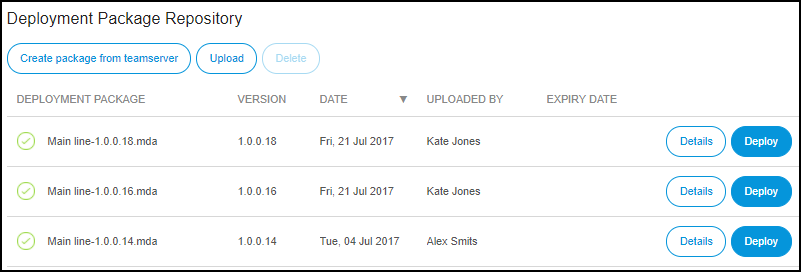 Deployment Package Repository
Create package from teamserver Upload Delete
DEPLOYMENT PACKAGE VERSION DATE ▼ UPLOADED BY EXPIRY DATE
Main line-1.0.0.18.mda 1.0.0.18 Fri, 21 Jul 2017 Kate Jones Details Deploy
Main line-1.0.0.16.mda 1.0.0.16 Fri, 21 Jul 2017 Kate Jones Details Deploy
Main line-1.0.0.14.mda 1.0.0.14 Tue, 04 Jul 2017 Alex Smits Details Deploy